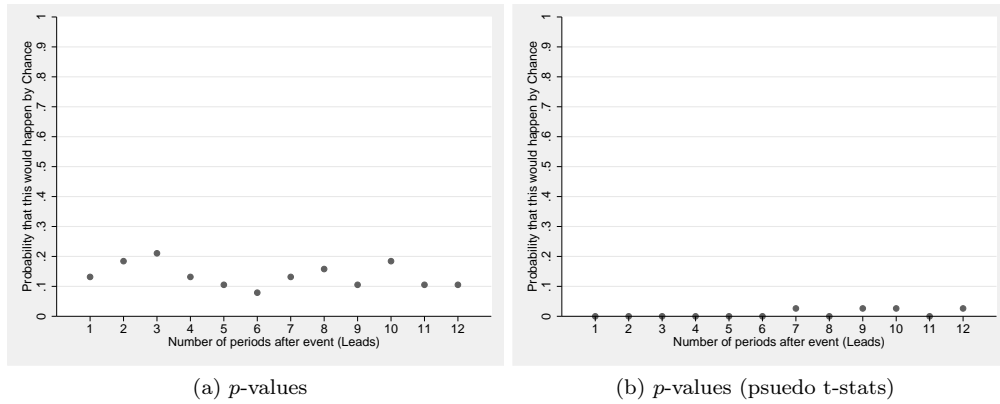 Probability that this would happen by Chance
1
.9
.8
.7
.6
.5
.4
.3
.2
.1
0
1 2 3 4 5 6 7 8 9 10 11 12
Number of periods after event (Leads)
(a) p-values
Probability that this would happen by Chance
1
.9
.8
.7
.6
.5
.4
.3
.2
.1
0
1 2 3 4 5 6 7 8 9 10 11 12
Number of periods after event (Leads)
(b) p-values (psuedo t-stats)